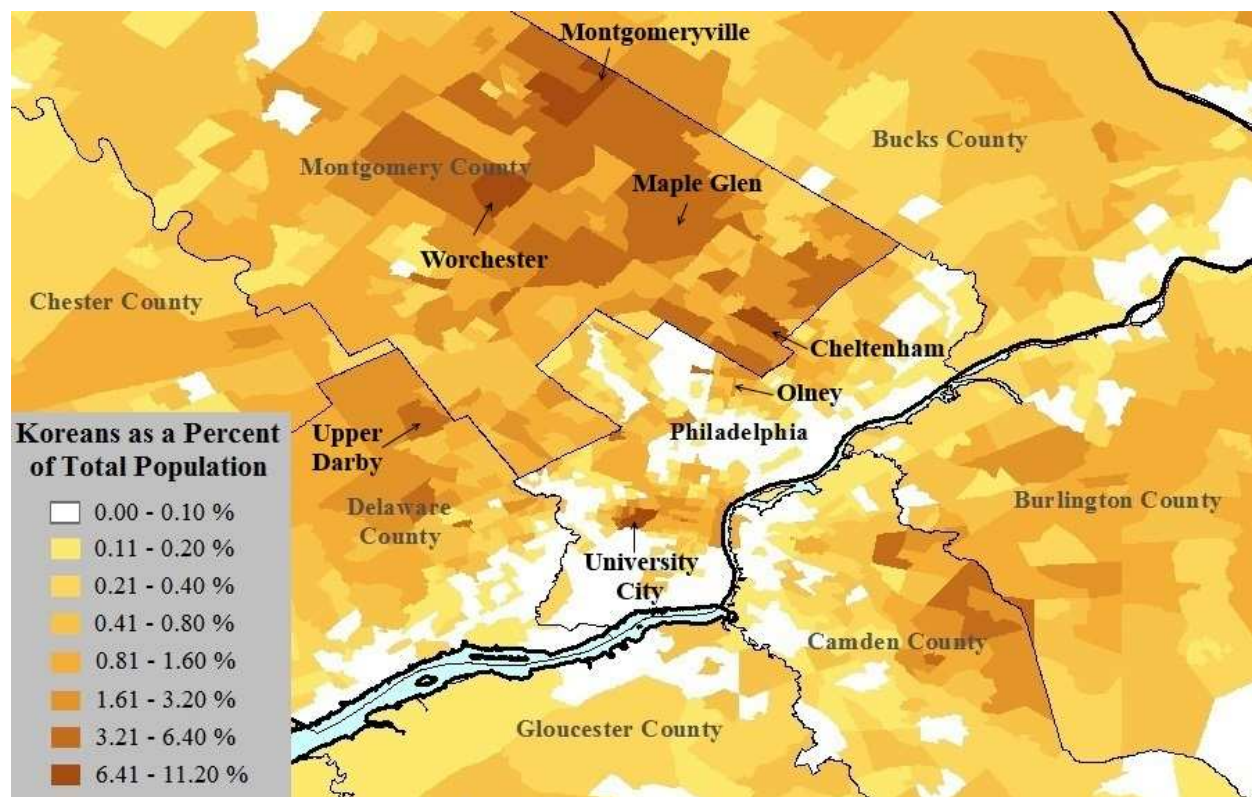 Montgomeryville
Bucks County
Montgomery County
Maple Glen
Worchester
Chester County
Cheltenham
Olney
Philadelphia
Upper
Darby
Delaware
County
Burlington County
University
City
Camden County
Gloucester County
Koreans as a Percent
of Total Population
0.00 - 0.10 %
0.11 - 0.20 %
0.21 - 0.40 %
0.41 - 0.80 %
0.81 - 1.60 %
1.61 - 3.20 %
3.21 - 6.40 %
6.41 - 11.20 %